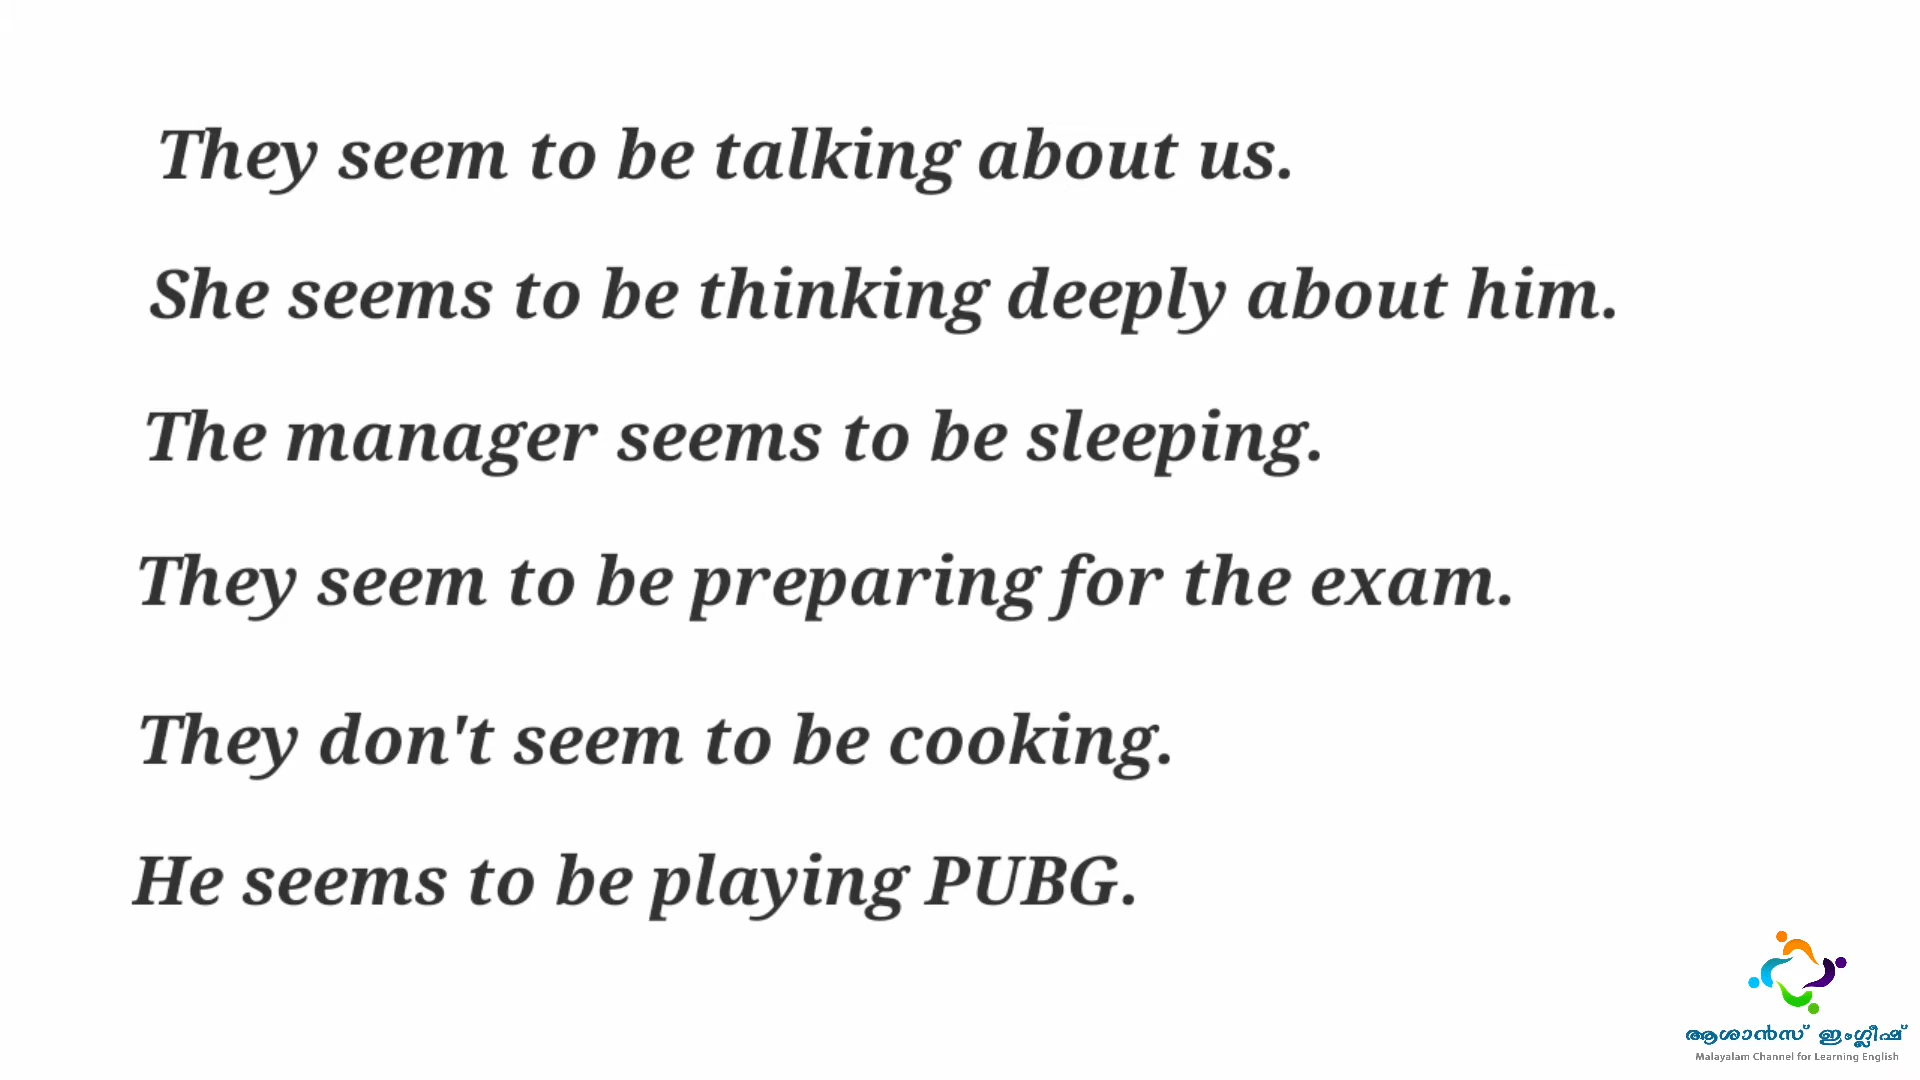 They seem to be talking about us.
She seems to be thinking deeply about him.
The manager seems to be sleeping.
They seem to be preparing for the exam.
They don't seem to be cooking.
He seems to be playing PUBG.
ആശാൻസ് ഇംഗ്ലീഷ്
Malayalam Channel for Learning English